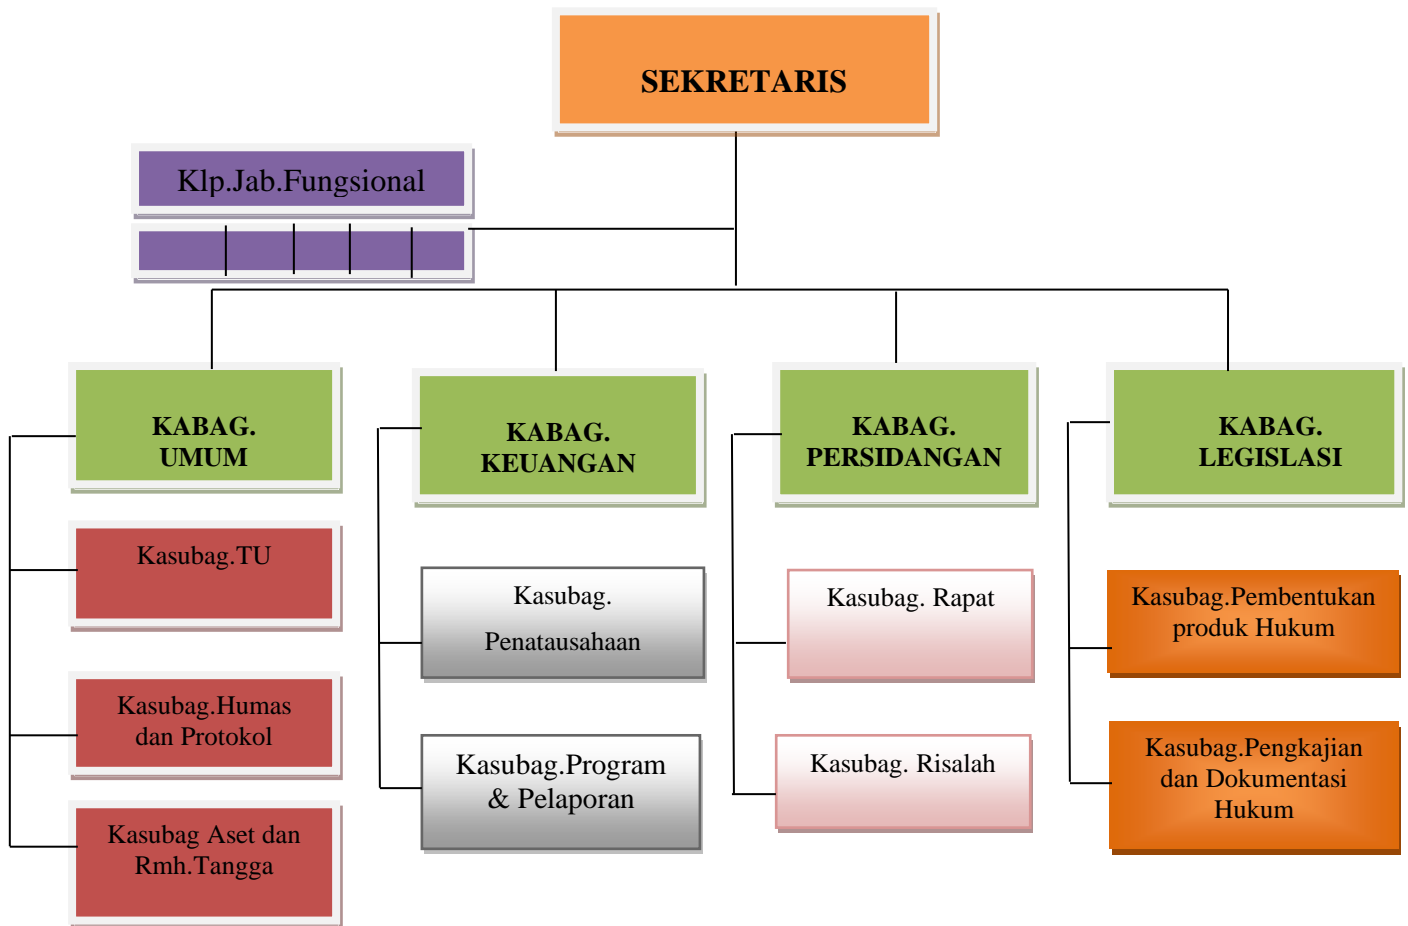 SEKRETARIS
Klp.Jab.Fungsional
KABAG.
UMUM
KABAG.
KEUANGAN
KABAG.
PERSIDANGAN
KABAG.
LEGISLASI
Kasubag.TU
Kasubag.
Penatausahaan
Kasubag. Rapat
Kasubag.Pembentukan
produk Hukum
Kasubag.Humas
dan Protokol
Kasubag.Program
& Pelaporan
Kasubag. Risalah
Kasubag.Pengkajian
dan Dokumentasi
Hukum
Kasubag Aset dan
Rmh.Tangga